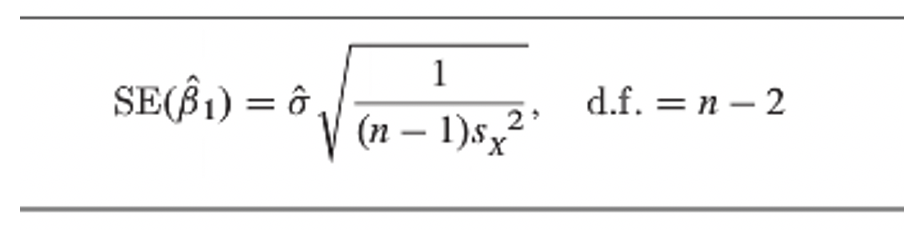 SE(β̂₁) = σ̂ √(1 / ((n − 1)s_X²)), d.f. = n − 2